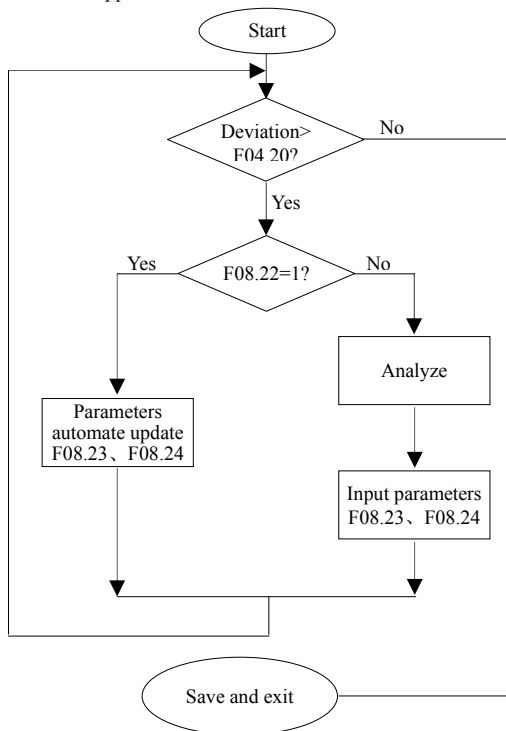 Start
Deviation>
F04.20?
No
Yes
Yes
F08.22=1?
No
Analyze
Parameters
automate update
F08.23、F08.24
Input parameters
F08.23、F08.24
Save and exit